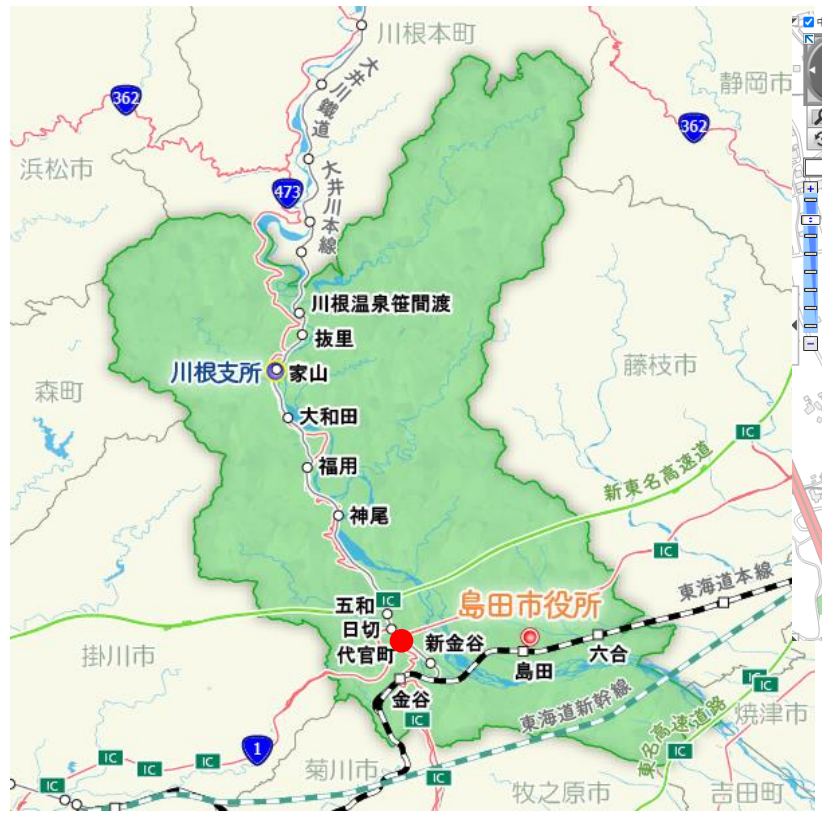 川根本町
大井川鐵道
大井川本線
静岡市
362
362
浜松市
473
川根温泉笹間渡
抜里
川根支所
家山
藤枝市
森町
大和田
IC
福用
新東名高速道
神尾
IC
東海道本線
五和
IC
島田市役所
日切
代官町
新金谷
六合
島田
掛川市
金谷
IC
東海道新幹線
IC
IC
焼津市
東名高速道路
1
IC
IC
IC
IC
IC
菊川市
IC
牧之原市
吉田町